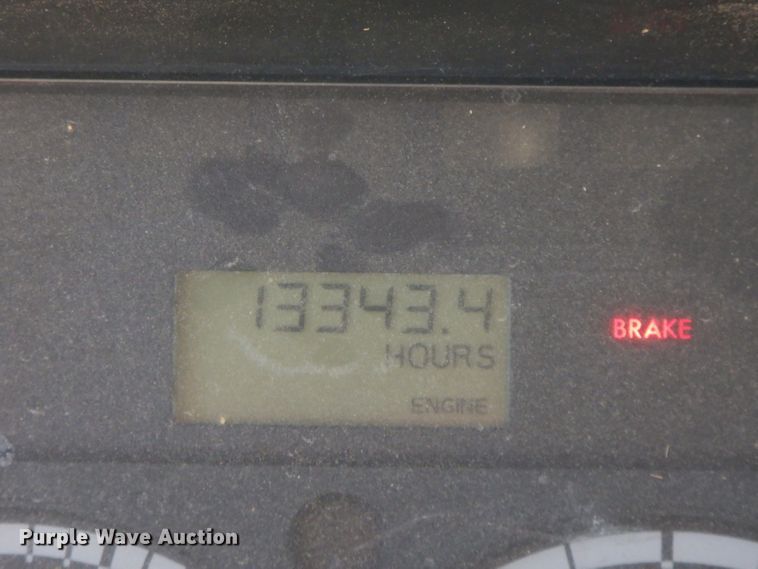 13343.4
BRAKE
HOURS
ENGINE
Purple Wave Auction